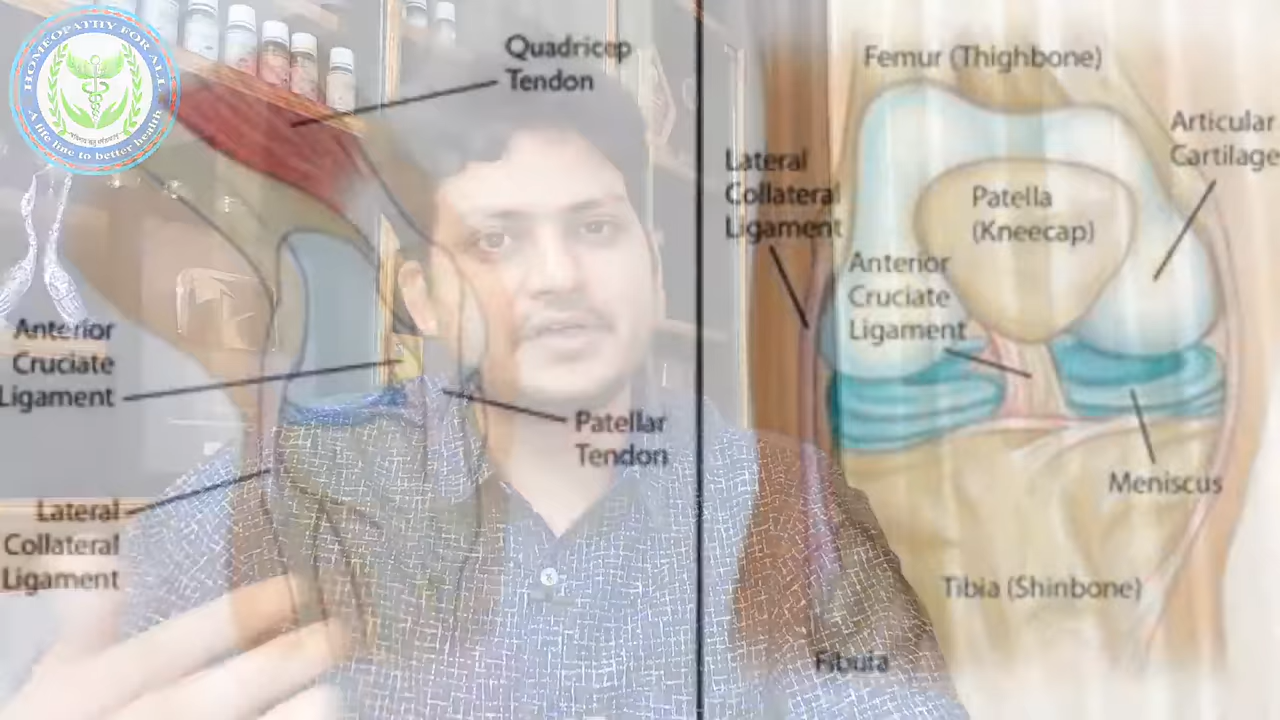 HOMEOPATHY FOR ALL
A life line to better health
Quadricep
Tendon
Anterior
Cruciate
Ligament
Patellar
Tendon
Lateral
Collateral
Ligament
Femur (Thighbone)
Articular
Cartilage
Lateral
Collateral
Ligament
Patella
(Kneecap)
Anterior
Cruciate
Ligament
Meniscus
Tibia (Shinbone)
Fibula